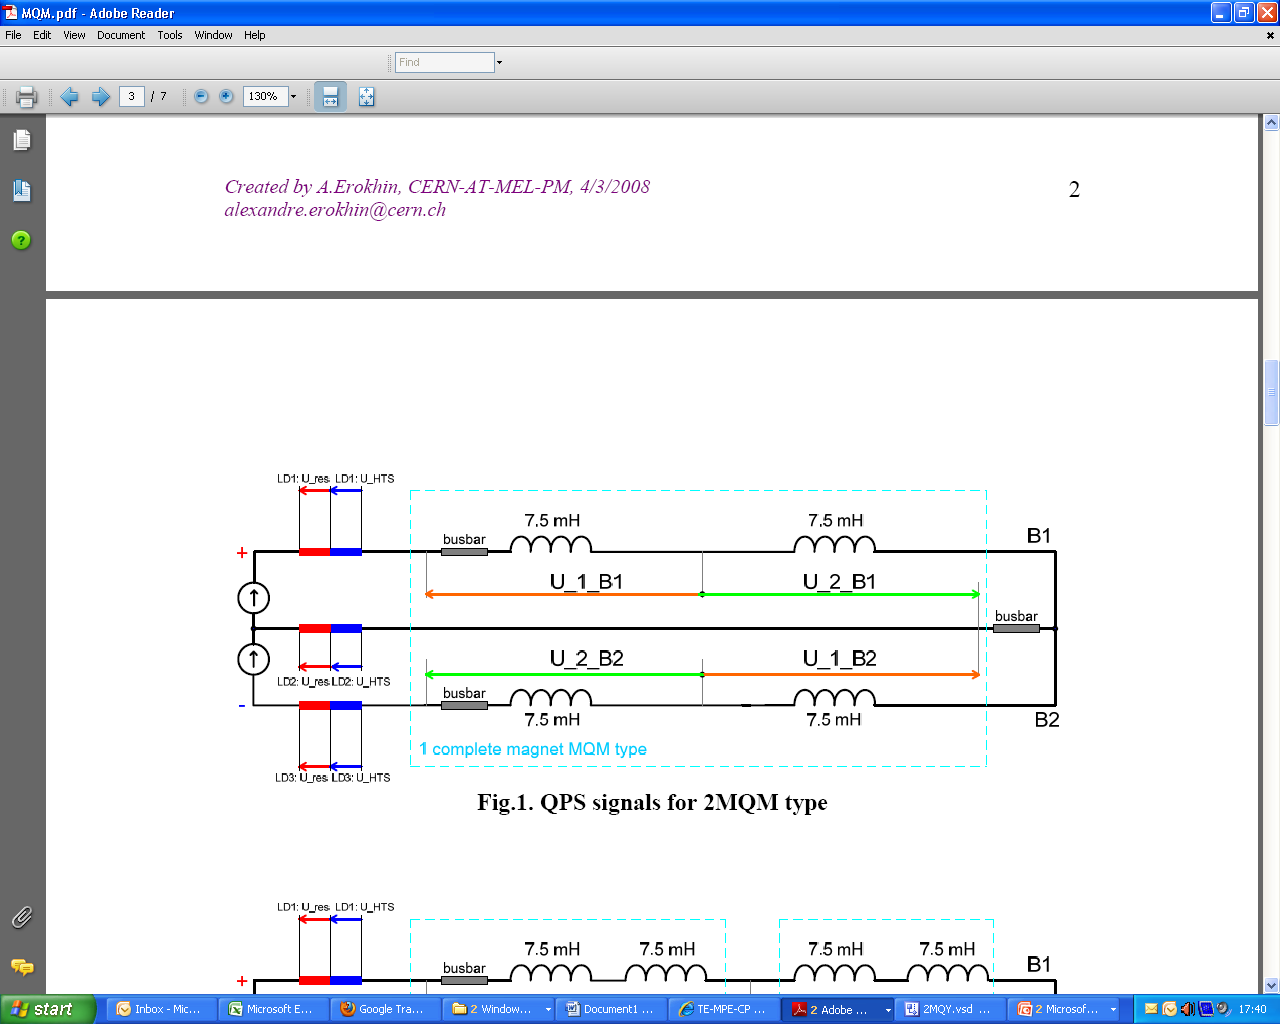 MQM.pdf - Adobe Reader
File Edit View Document Tools Window Help
Find
3 / 7 130%
Created by A.Erokhin, CERN-AT-MEL-PM, 4/3/2008 2
alexandre.erokhin@cern.ch
LD1: U_res LD1: U_HTS
7.5 mH 7.5 mH
busbar B1
+
U_1_B1 U_2_B1
busbar
U_2_B2 U_1_B2
LD2: U_res LD2: U_HTS
busbar
-
7.5 mH 7.5 mH B2
1 complete magnet MQM type
LD3: U_res LD3: U_HTS
Fig.1. QPS signals for 2MQM type
LD1: U_res LD1: U_HTS
7.5 mH 7.5 mH 7.5 mH 7.5 mH
busbar B1
+
start Inbox - Mic... Microsoft E... Google Tra... 2 Window... Document1 ... TE-MPE-CP ... 2 Adobe ... 2MQY.vsd ... 2 Microsof... 17:40